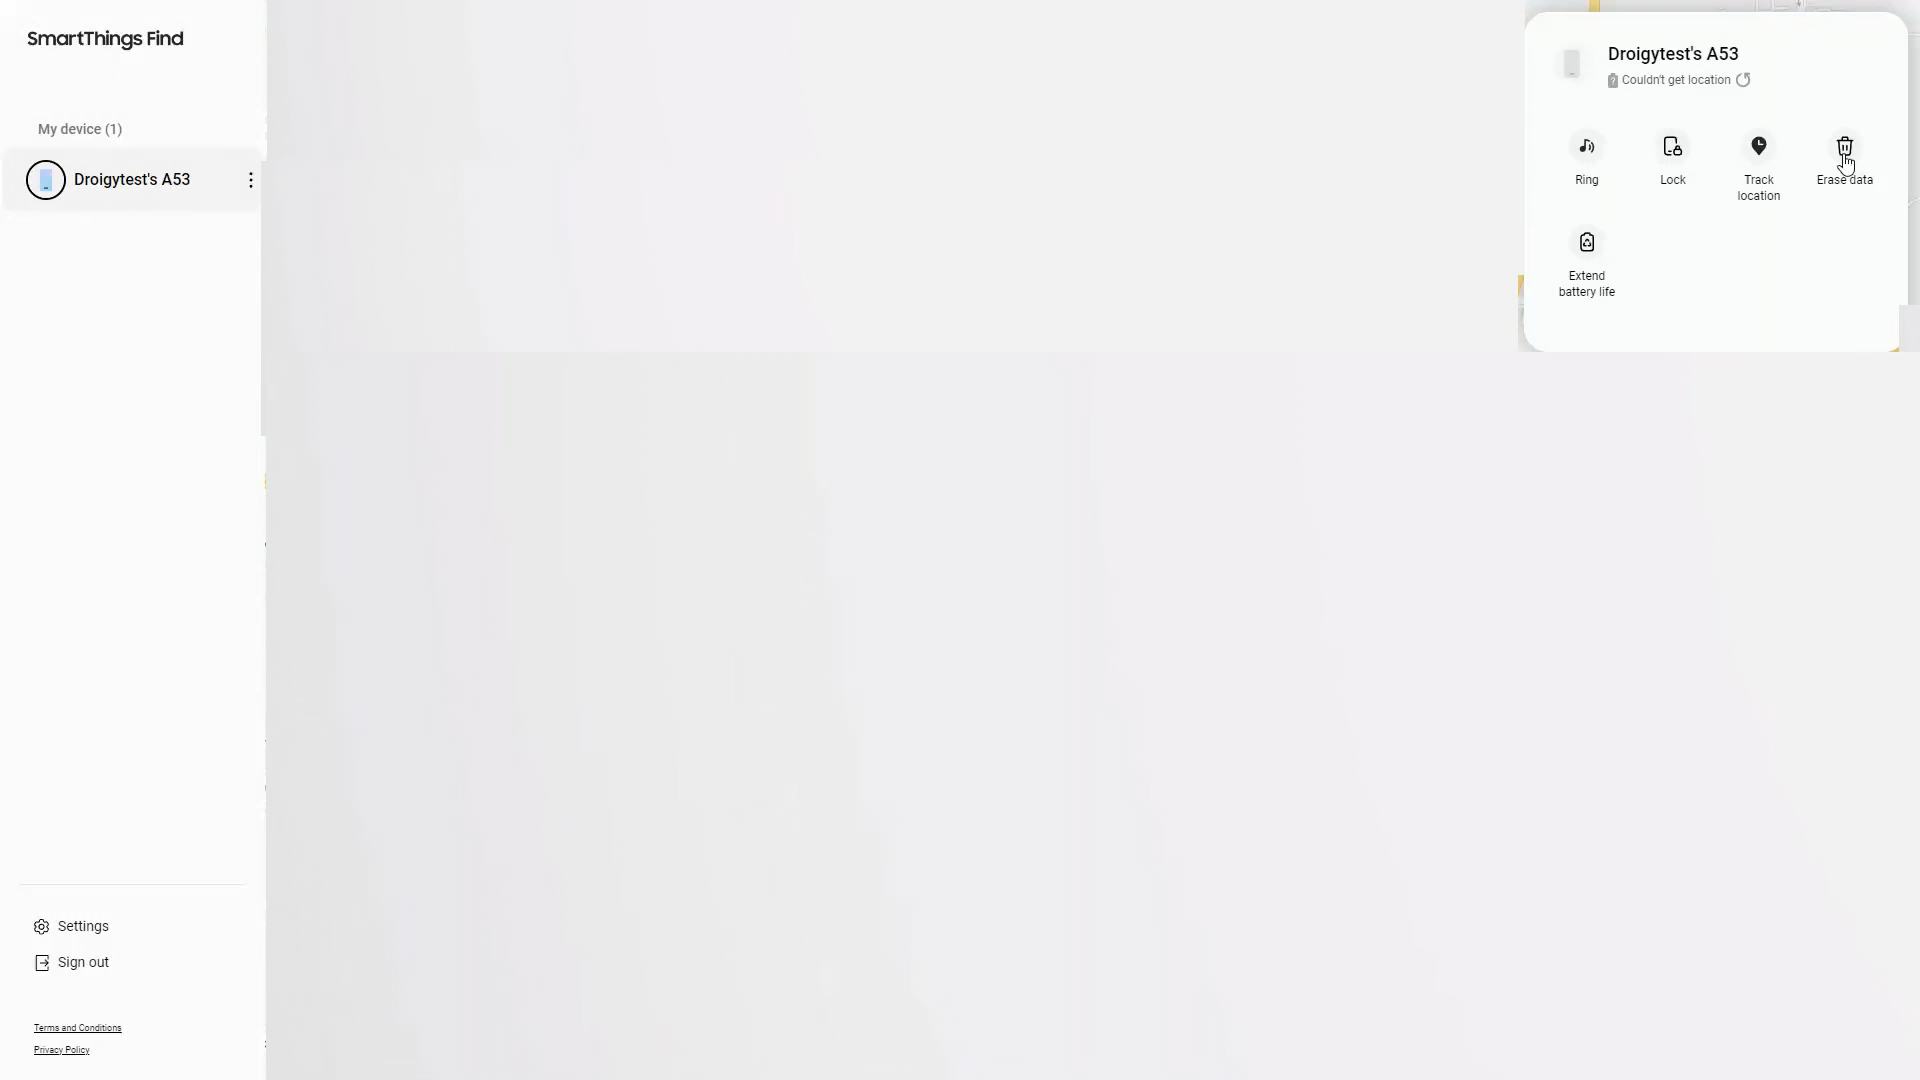 SmartThings Find
My device (1)
Droigytest's A53
Settings
Sign out
Terms and Conditions
Privacy Policy
Droigytest's A53
Couldn't get location
Ring
Lock
Track
location
Erase data
Extend
battery life